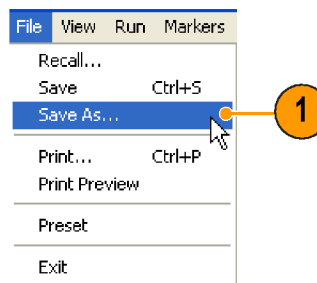 File View Run Markers
Recall...
Save Ctrl+S
Save As...
1
Print... Ctrl+P
Print Preview
Preset
Exit